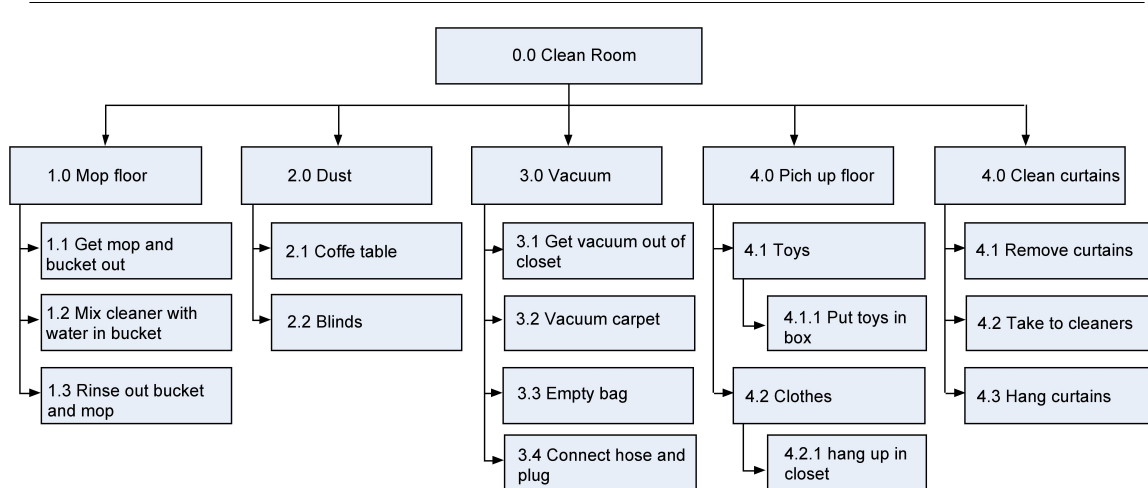 0.0 Clean Room
1.0 Mop floor
1.1 Get mop and
bucket out
1.2 Mix cleaner with
water in bucket
1.3 Rinse out bucket
and mop
2.0 Dust
2.1 Coffe table
2.2 Blinds
3.0 Vacuum
3.1 Get vacuum out of
closet
3.2 Vacuum carpet
3.3 Empty bag
3.4 Connect hose and
plug
4.0 Pich up floor
4.1 Toys
4.1.1 Put toys in
box
4.2 Clothes
4.2.1 hang up in
closet
4.0 Clean curtains
4.1 Remove curtains
4.2 Take to cleaners
4.3 Hang curtains